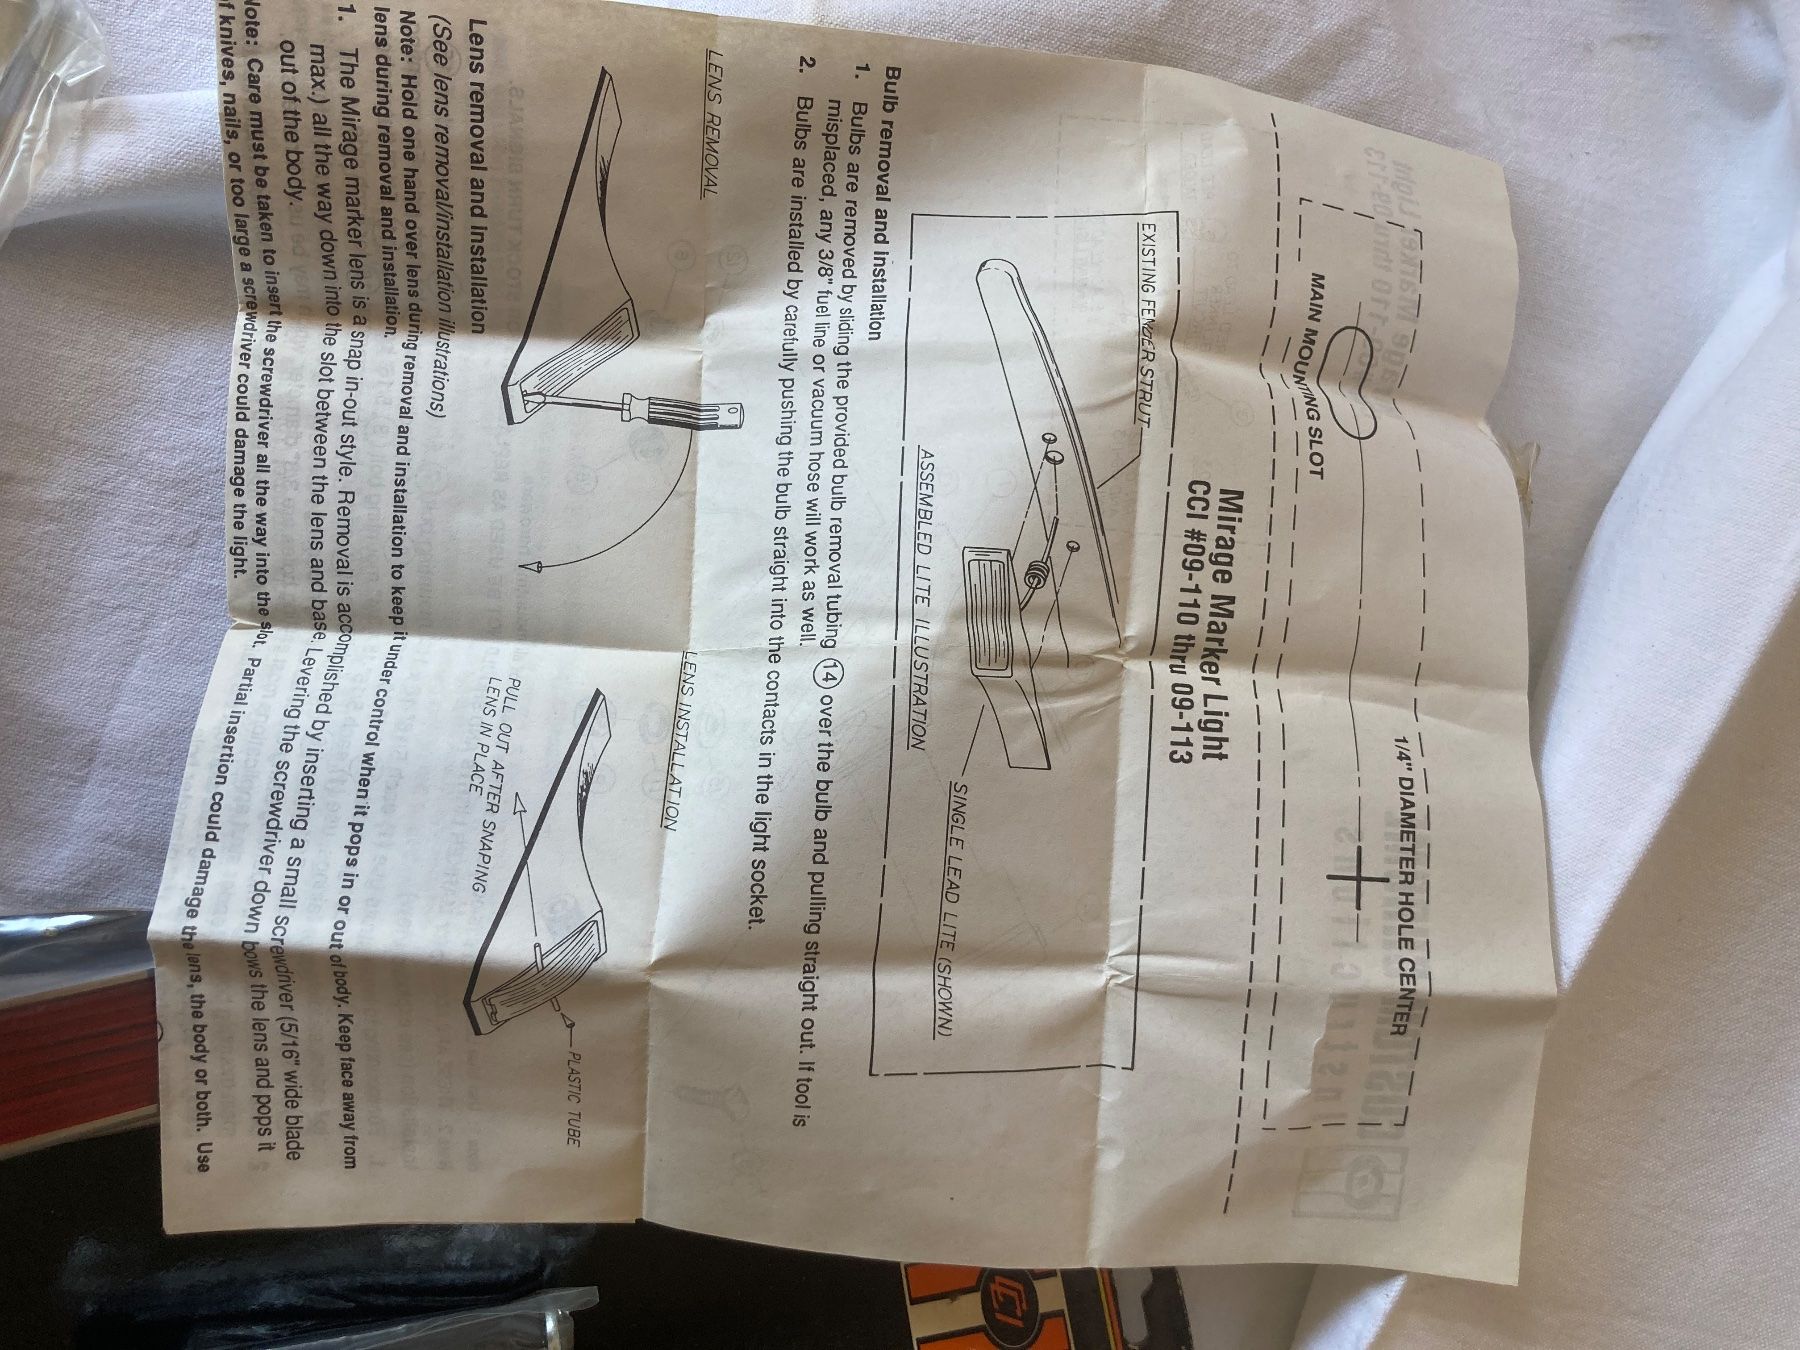 1/4" DIAMETER HOLE CENTER
MAIN MOUNTING SLOT
Mirage Marker Light
CCI #09-110 thru 09-113
EXISTING FENDER STRUT
SINGLE LEAD LITE (SHOWN)
ASSEMBLED LITE ILLUSTRATION
Bulb removal and Installation
1. Bulbs are removed by sliding the provided bulb removal tubing (14) over the bulb and pulling straight out. If tool is
misplaced, any 3/8" fuel line or vacuum hose will work as well.
2. Bulbs are installed by carefully pushing the bulb straight into the contacts in the light socket.
LENS REMOVAL
LENS INSTALLATION
PLASTIC TUBE
PULL OUT AFTER SNAPING
LENS IN PLACE
Lens removal and Installation
(See lens removal/installation illustrations)
Note: Hold one hand over lens during removal and installation to keep it under control when it pops in or out of body. Keep face away from
lens during removal and installation.
1. The Mirage marker lens is a snap in-out style. Removal is accomplished by inserting a small screwdriver (5/16" wide blade
max.) all the way down into the slot between the lens and base. Levering the screwdriver down bows the lens and pops it
out of the body.
Note: Care must be taken to insert the screwdriver all the way into the slot. Partial insertion could damage the lens, the body or both. Use
of knives, nails, or too large a screwdriver could damage the light.
CCI